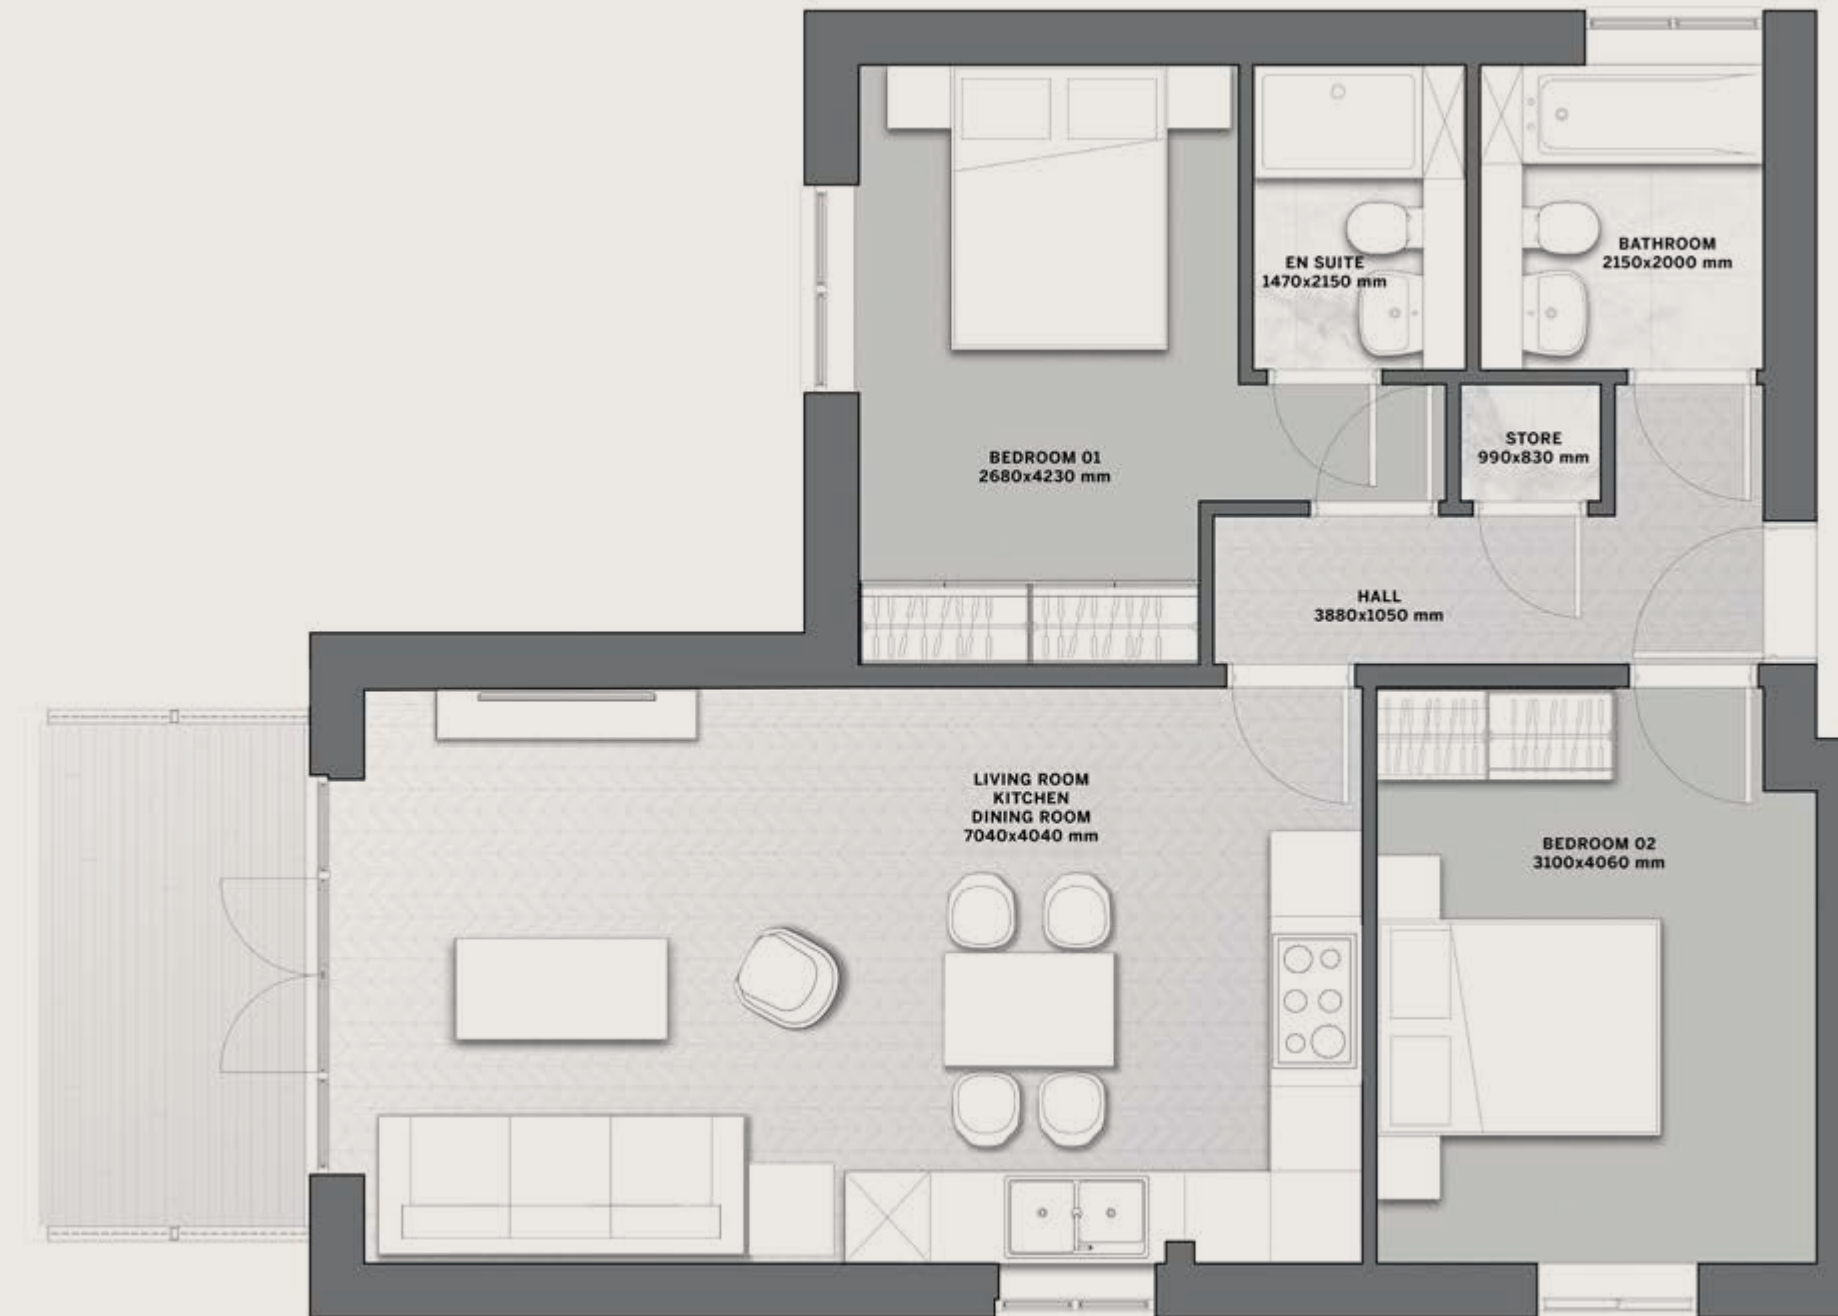 BATHROOM
2150x2000 mm
EN SUITE
1470x2150 mm
STORE
990x830 mm
BEDROOM 01
2680x4230 mm
HALL
3880x1050 mm
LIVING ROOM
KITCHEN
DINING ROOM
7040x4040 mm
BEDROOM 02
3100x4060 mm